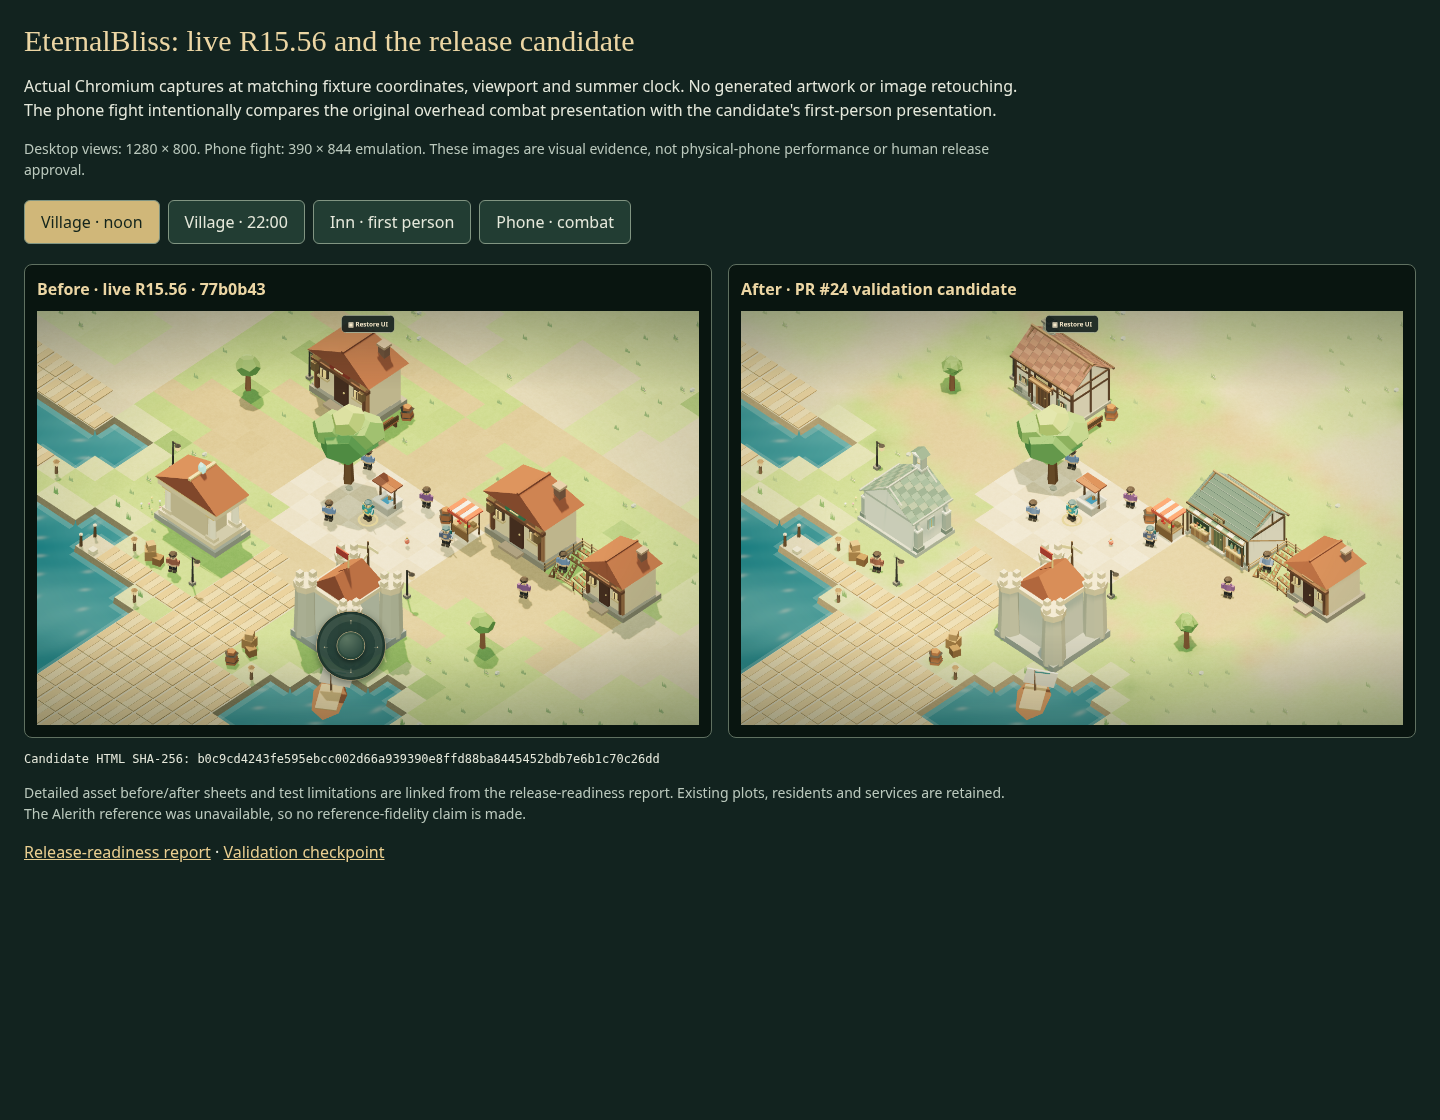 EternalBliss: live R15.56 and the release candidate
Actual Chromium captures at matching fixture coordinates, viewport and summer clock. No generated artwork or image retouching.
The phone fight intentionally compares the original overhead combat presentation with the candidate's first-person presentation.
Desktop views: 1280 × 800. Phone fight: 390 × 844 emulation. These images are visual evidence, not physical-phone performance or human release
approval.
Village · noon
Village · 22:00
Inn · first person
Phone · combat
Before · live R15.56 · 77b0b43
Restore UI
After · PR #24 validation candidate
Restore UI
Candidate HTML SHA-256: b0c9cd4243fe595ebcc002d66a939390e8ffd88ba8445452bdb7e6b1c70c26dd
Detailed asset before/after sheets and test limitations are linked from the release-readiness report. Existing plots, residents and services are retained.
The Alerith reference was unavailable, so no reference-fidelity claim is made.
Release-readiness report · Validation checkpoint